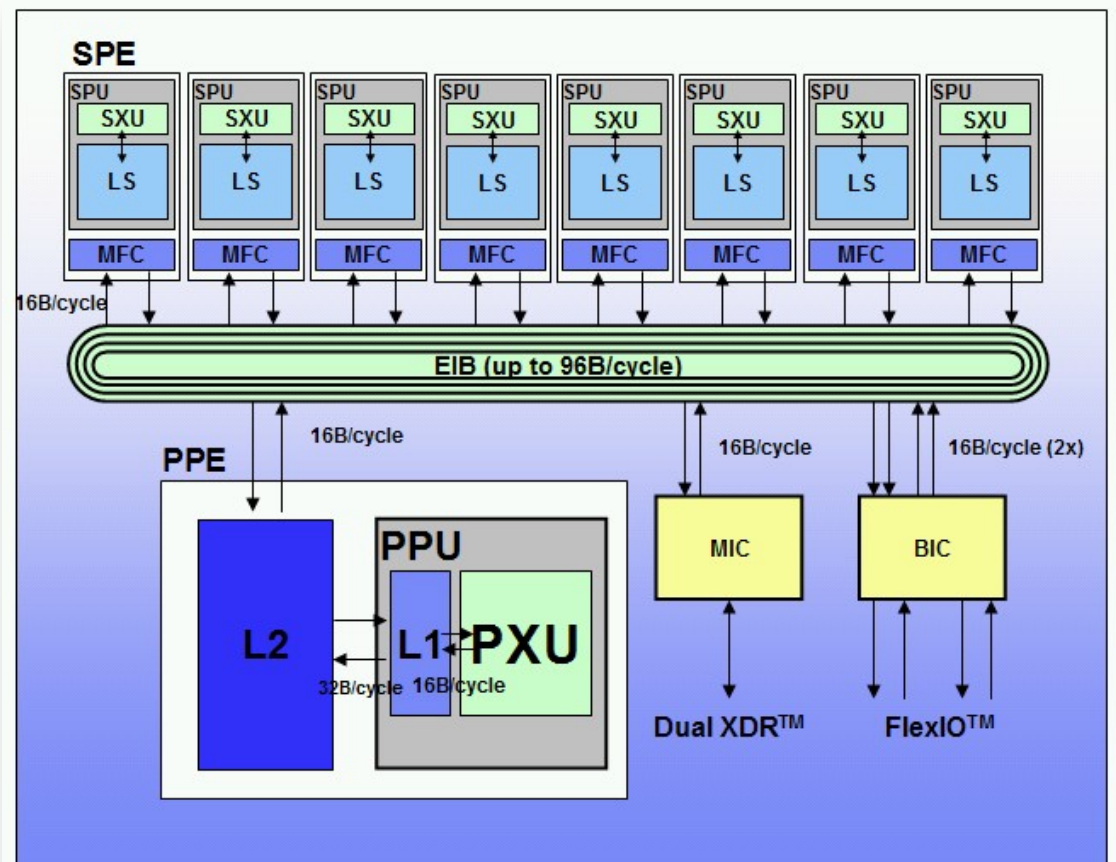 SPE
SPU SPU SPU SPU SPU SPU SPU SPU
SXU SXU SXU SXU SXU SXU SXU SXU
LS LS LS LS LS LS LS LS
MFC MFC MFC MFC MFC MFC MFC MFC
16B/cycle
EIB (up to 96B/cycle)
16B/cycle 16B/cycle 16B/cycle (2x)
PPE
PPU
MIC BIC
L2 L1 PXU
32B/cycle 16B/cycle
Dual XDR™ FlexIO™